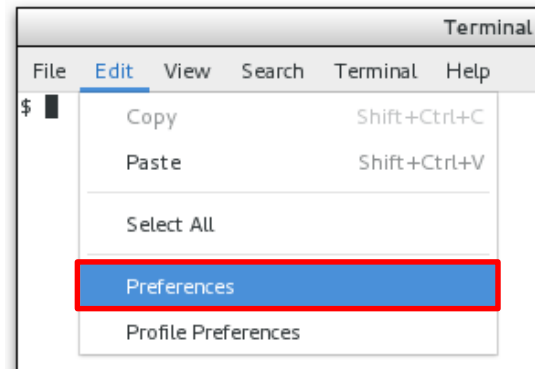 Terminal
File Edit View Search Terminal Help
$
Copy Shift+Ctrl+C
Paste Shift+Ctrl+V
Select All
Preferences
Profile Preferences